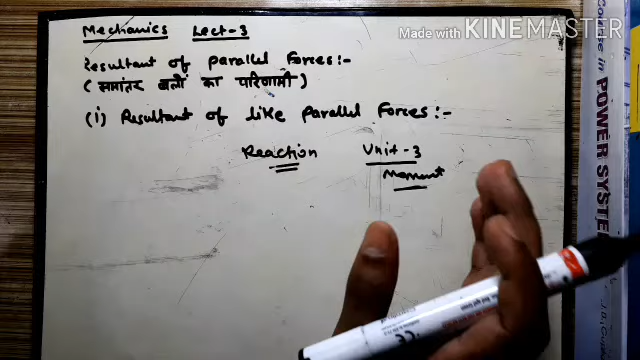 Made with KINEMASTER
Mechanics Lect-3
Resultant of parallel Forces:-
(समांतर बलों का परिणामी)
(i) Resultant of like Parallel Forces:-
Reaction Unit-3
Moment
POWER SYSTEM